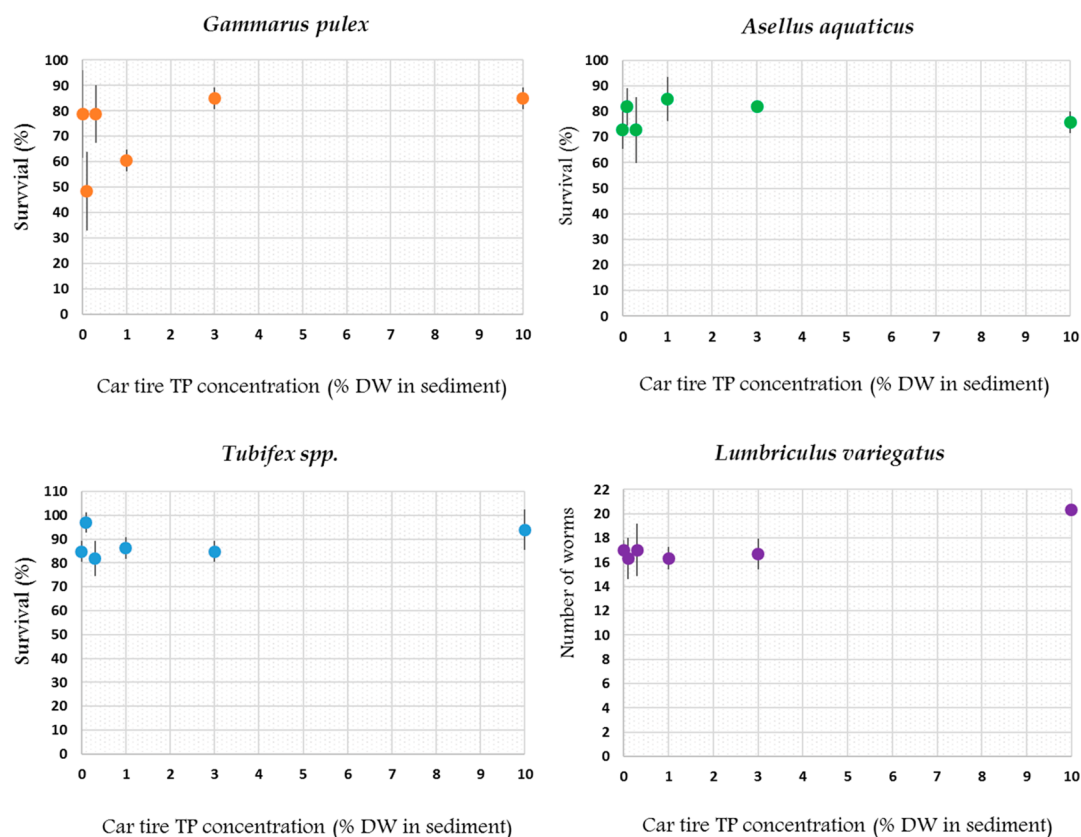 Gammarus pulex
100
90
80
70
60
50
40
30
20
10
0
Survvial (%)
0 1 2 3 4 5 6 7 8 9 10
Car tire TP concentration (% DW in sediment)
Asellus aquaticus
100
90
80
70
60
50
40
30
20
10
0
Survival (%)
0 1 2 3 4 5 6 7 8 9 10
Car tire TP concentration (% DW in sediment)
Tubifex spp.
110
100
90
80
70
60
50
40
30
20
10
0
Survival (%)
0 1 2 3 4 5 6 7 8 9 10
Car tire TP concentration (% DW in sediment)
Lumbriculus variegatus
22
20
18
16
14
12
10
8
6
4
2
0
Number of worms
0 1 2 3 4 5 6 7 8 9 10
Car tire TP concentration (% DW in sediment)